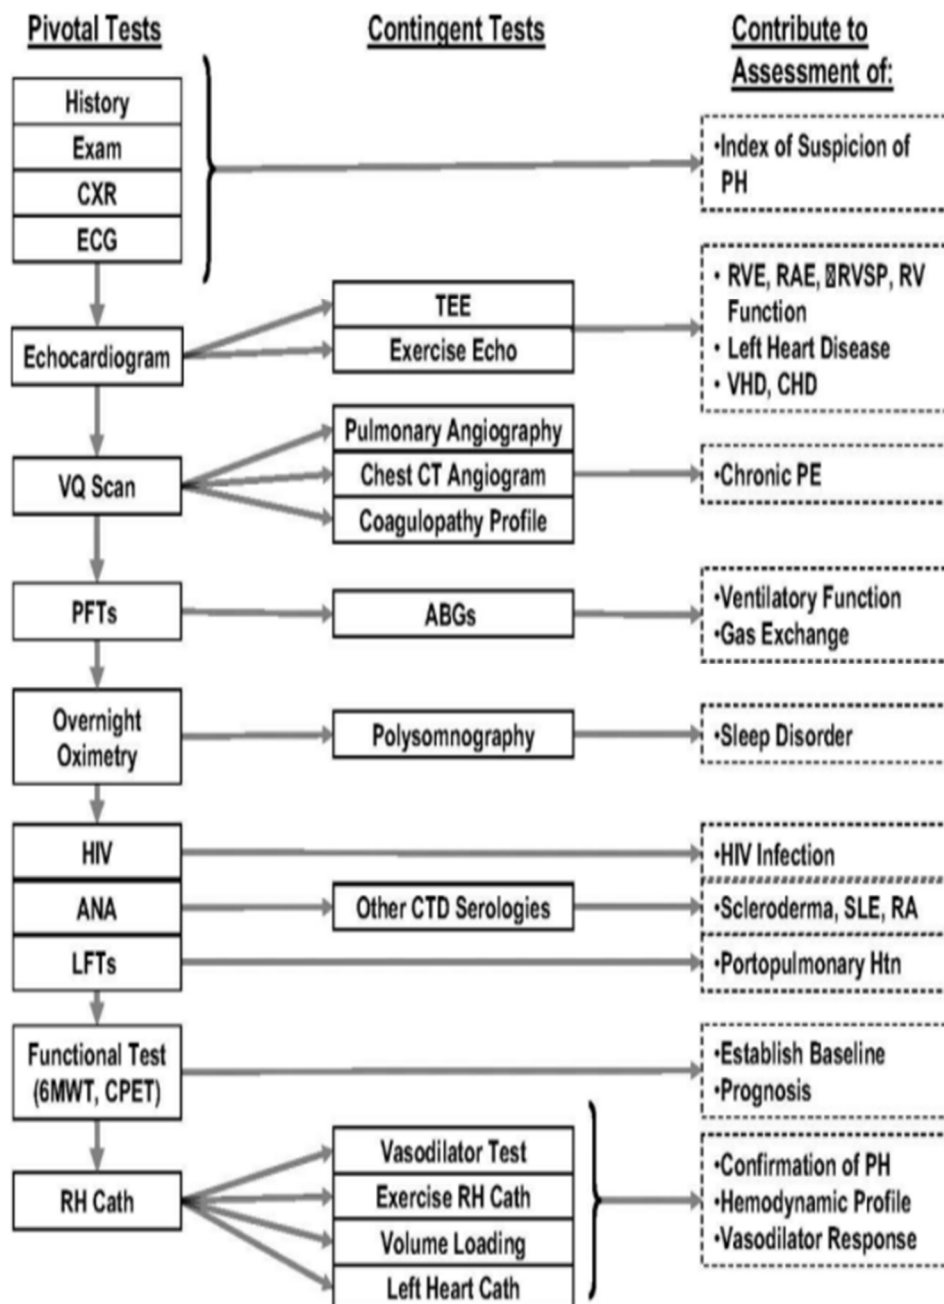 Pivotal Tests
Contingent Tests
Contribute to
Assessment of:
History
Exam
CXR
ECG
•Index of Suspicion of
PH
Echocardiogram
TEE
Exercise Echo
• RVE, RAE, RVSP, RV
Function
• Left Heart Disease
• VHD, CHD
VQ Scan
Pulmonary Angiography
Chest CT Angiogram
Coagulopathy Profile
•Chronic PE
PFTs
ABGs
•Ventilatory Function
•Gas Exchange
Overnight
Oximetry
Polysomnography
•Sleep Disorder
HIV
•HIV Infection
ANA
Other CTD Serologies
•Scleroderma, SLE, RA
LFTs
•Portopulmonary Htn
Functional Test
(6MWT, CPET)
•Establish Baseline
•Prognosis
RH Cath
Vasodilator Test
Exercise RH Cath
Volume Loading
Left Heart Cath
•Confirmation of PH
•Hemodynamic Profile
•Vasodilator Response